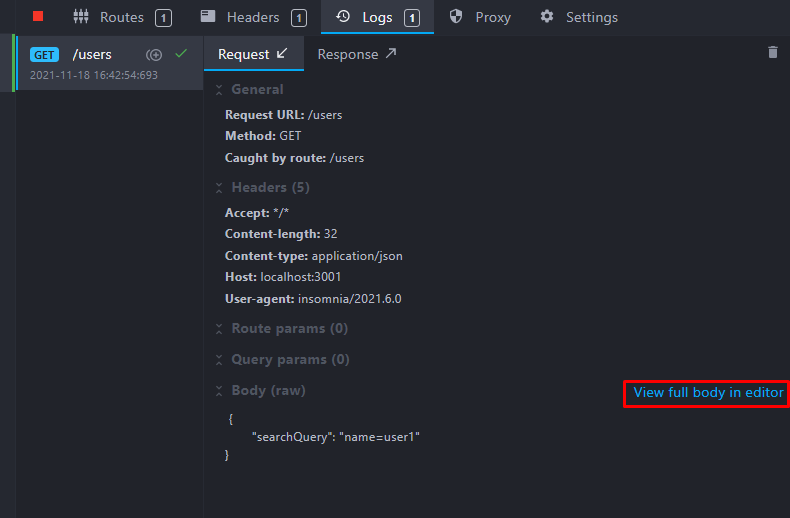 Routes 1 Headers 1 Logs 1 Proxy Settings
GET /users
2021-11-18 16:42:54:693
Request Response
General
Request URL: /users
Method: GET
Caught by route: /users
Headers (5)
Accept: */*
Content-length: 32
Content-type: application/json
Host: localhost:3001
User-agent: insomnia/2021.6.0
Route params (0)
Query params (0)
Body (raw) View full body in editor
{
"searchQuery": "name=user1"
}